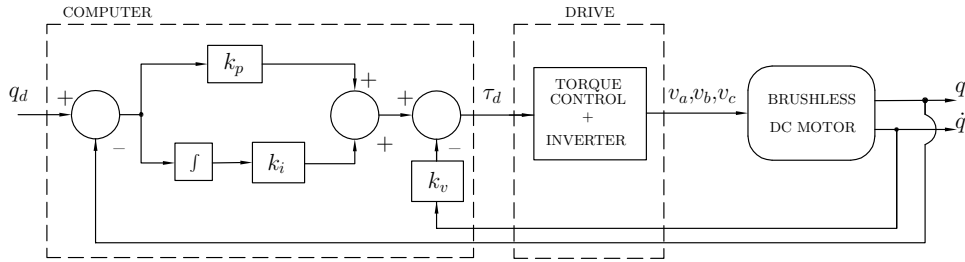 COMPUTER
DRIVE
q_d
+
−
k_p
∫
k_i
+
+
+
−
k_v
τ_d
TORQUE
CONTROL
+
INVERTER
v_a,v_b,v_c
BRUSHLESS
DC MOTOR
q
q̇